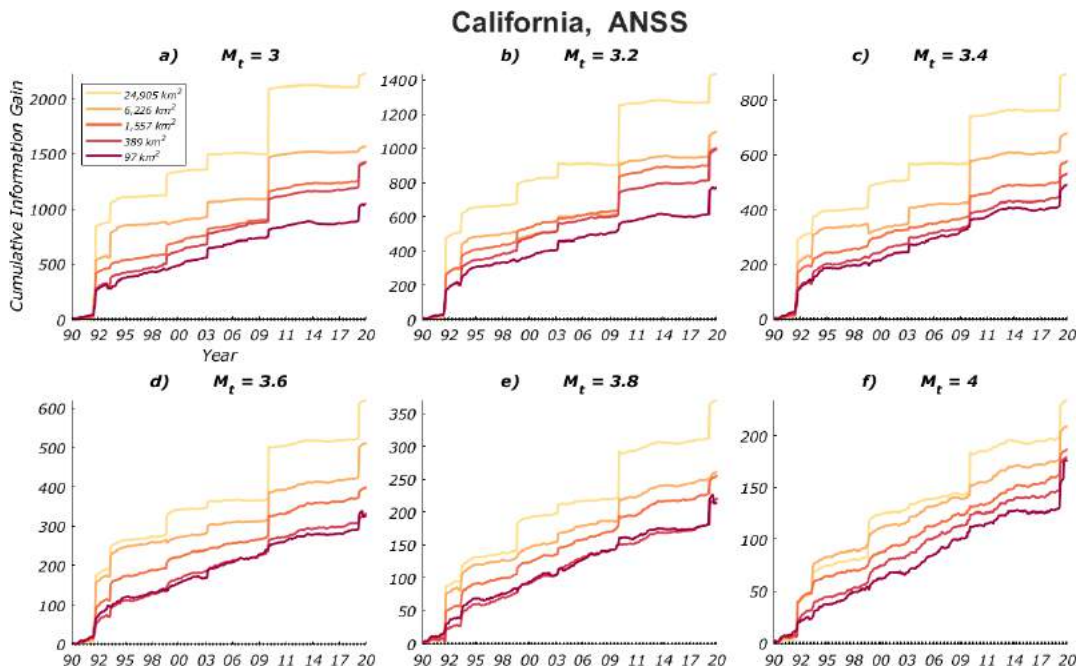 California, ANSS
a) M_t = 3
b) M_t = 3.2
c) M_t = 3.4
Cumulative Information Gain
2000
1500
1000
500
0
24,905 km²
6,226 km²
1,557 km²
389 km²
97 km²
90 92 95 98 00 03 06 09 11 14 17 20
Year
1400
1200
1000
800
600
400
200
0
90 92 95 98 00 03 06 09 11 14 17 20
800
600
400
200
0
90 92 95 98 00 03 06 09 11 14 17 20
d) M_t = 3.6
e) M_t = 3.8
f) M_t = 4
600
500
400
300
200
100
0
90 92 95 98 00 03 06 09 11 14 17 20
350
300
250
200
150
100
50
0
90 92 95 98 00 03 06 09 11 14 17 20
200
150
100
50
0
90 92 95 98 00 03 06 09 11 14 17 20